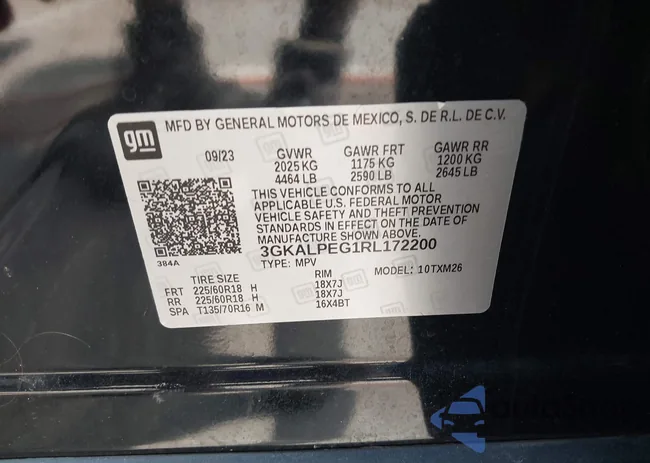 gm
MFD BY GENERAL MOTORS DE MEXICO, S. DE R.L. DE C.V.
09/23 GVWR GAWR FRT GAWR RR
2025 KG 1175 KG 1200 KG
4464 LB 2590 LB 2645 LB
THIS VEHICLE CONFORMS TO ALL
APPLICABLE U.S. FEDERAL MOTOR
VEHICLE SAFETY AND THEFT PREVENTION
STANDARDS IN EFFECT ON THE DATE OF
MANUFACTURE SHOWN ABOVE.
3GKALPEG1RL172200
384A
TYPE: MPV MODEL: 10TXM26
TIRE SIZE RIM
FRT 225/60R18 H 18X7J
RR 225/60R18 H 18X7J
SPA T135/70R16 M 16X4BT